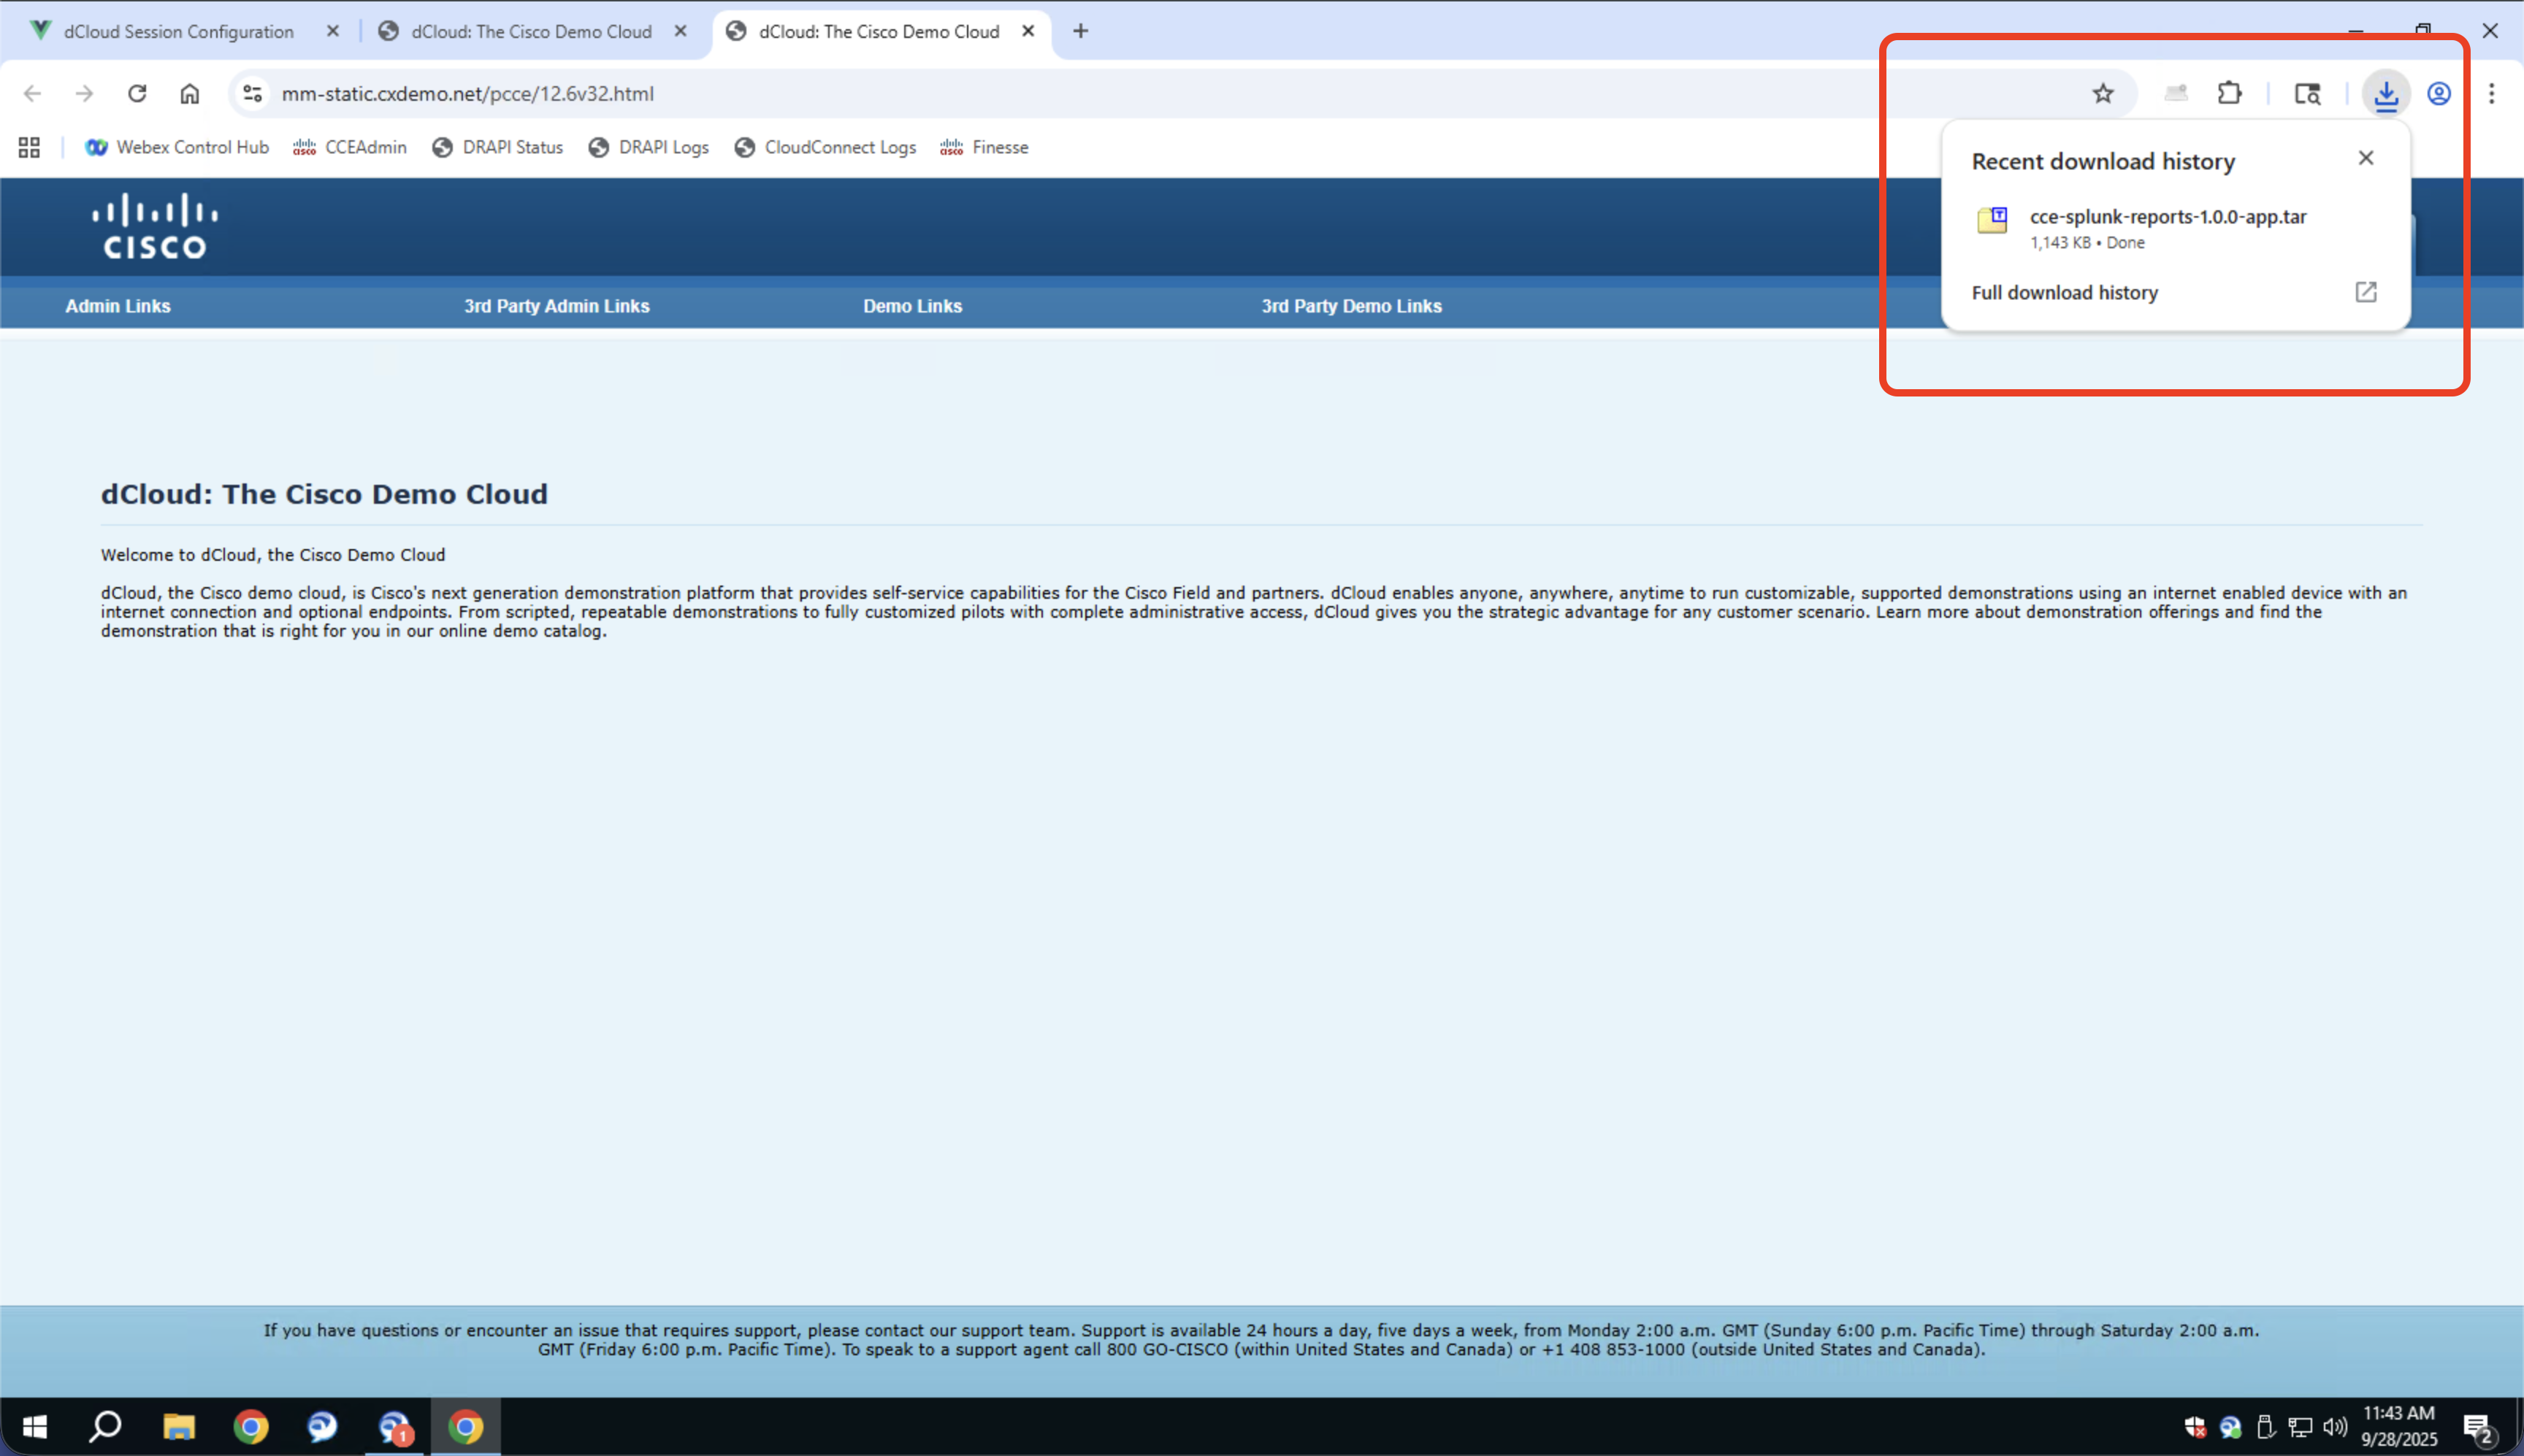 dCloud Session Configuration
dCloud: The Cisco Demo Cloud
dCloud: The Cisco Demo Cloud
mm-static.cxdemo.net/pcce/12.6v32.html
Webex Control Hub
CCEAdmin
DRAPI Status
DRAPI Logs
CloudConnect Logs
Finesse
Recent download history
cce-splunk-reports-1.0.0-app.tar
1,143 KB • Done
Full download history
CISCO
Admin Links
3rd Party Admin Links
Demo Links
3rd Party Demo Links
dCloud: The Cisco Demo Cloud
Welcome to dCloud, the Cisco Demo Cloud
dCloud, the Cisco demo cloud, is Cisco's next generation demonstration platform that provides self-service capabilities for the Cisco Field and partners. dCloud enables anyone, anywhere, anytime to run customizable, supported demonstrations using an internet enabled device with an
internet connection and optional endpoints. From scripted, repeatable demonstrations to fully customized pilots with complete administrative access, dCloud gives you the strategic advantage for any customer scenario. Learn more about demonstration offerings and find the
demonstration that is right for you in our online demo catalog.
If you have questions or encounter an issue that requires support, please contact our support team. Support is available 24 hours a day, five days a week, from Monday 2:00 a.m. GMT (Sunday 6:00 p.m. Pacific Time) through Saturday 2:00 a.m.
GMT (Friday 6:00 p.m. Pacific Time). To speak to a support agent call 800 GO-CISCO (within United States and Canada) or +1 408 853-1000 (outside United States and Canada).
1
11:43 AM
9/28/2025
2